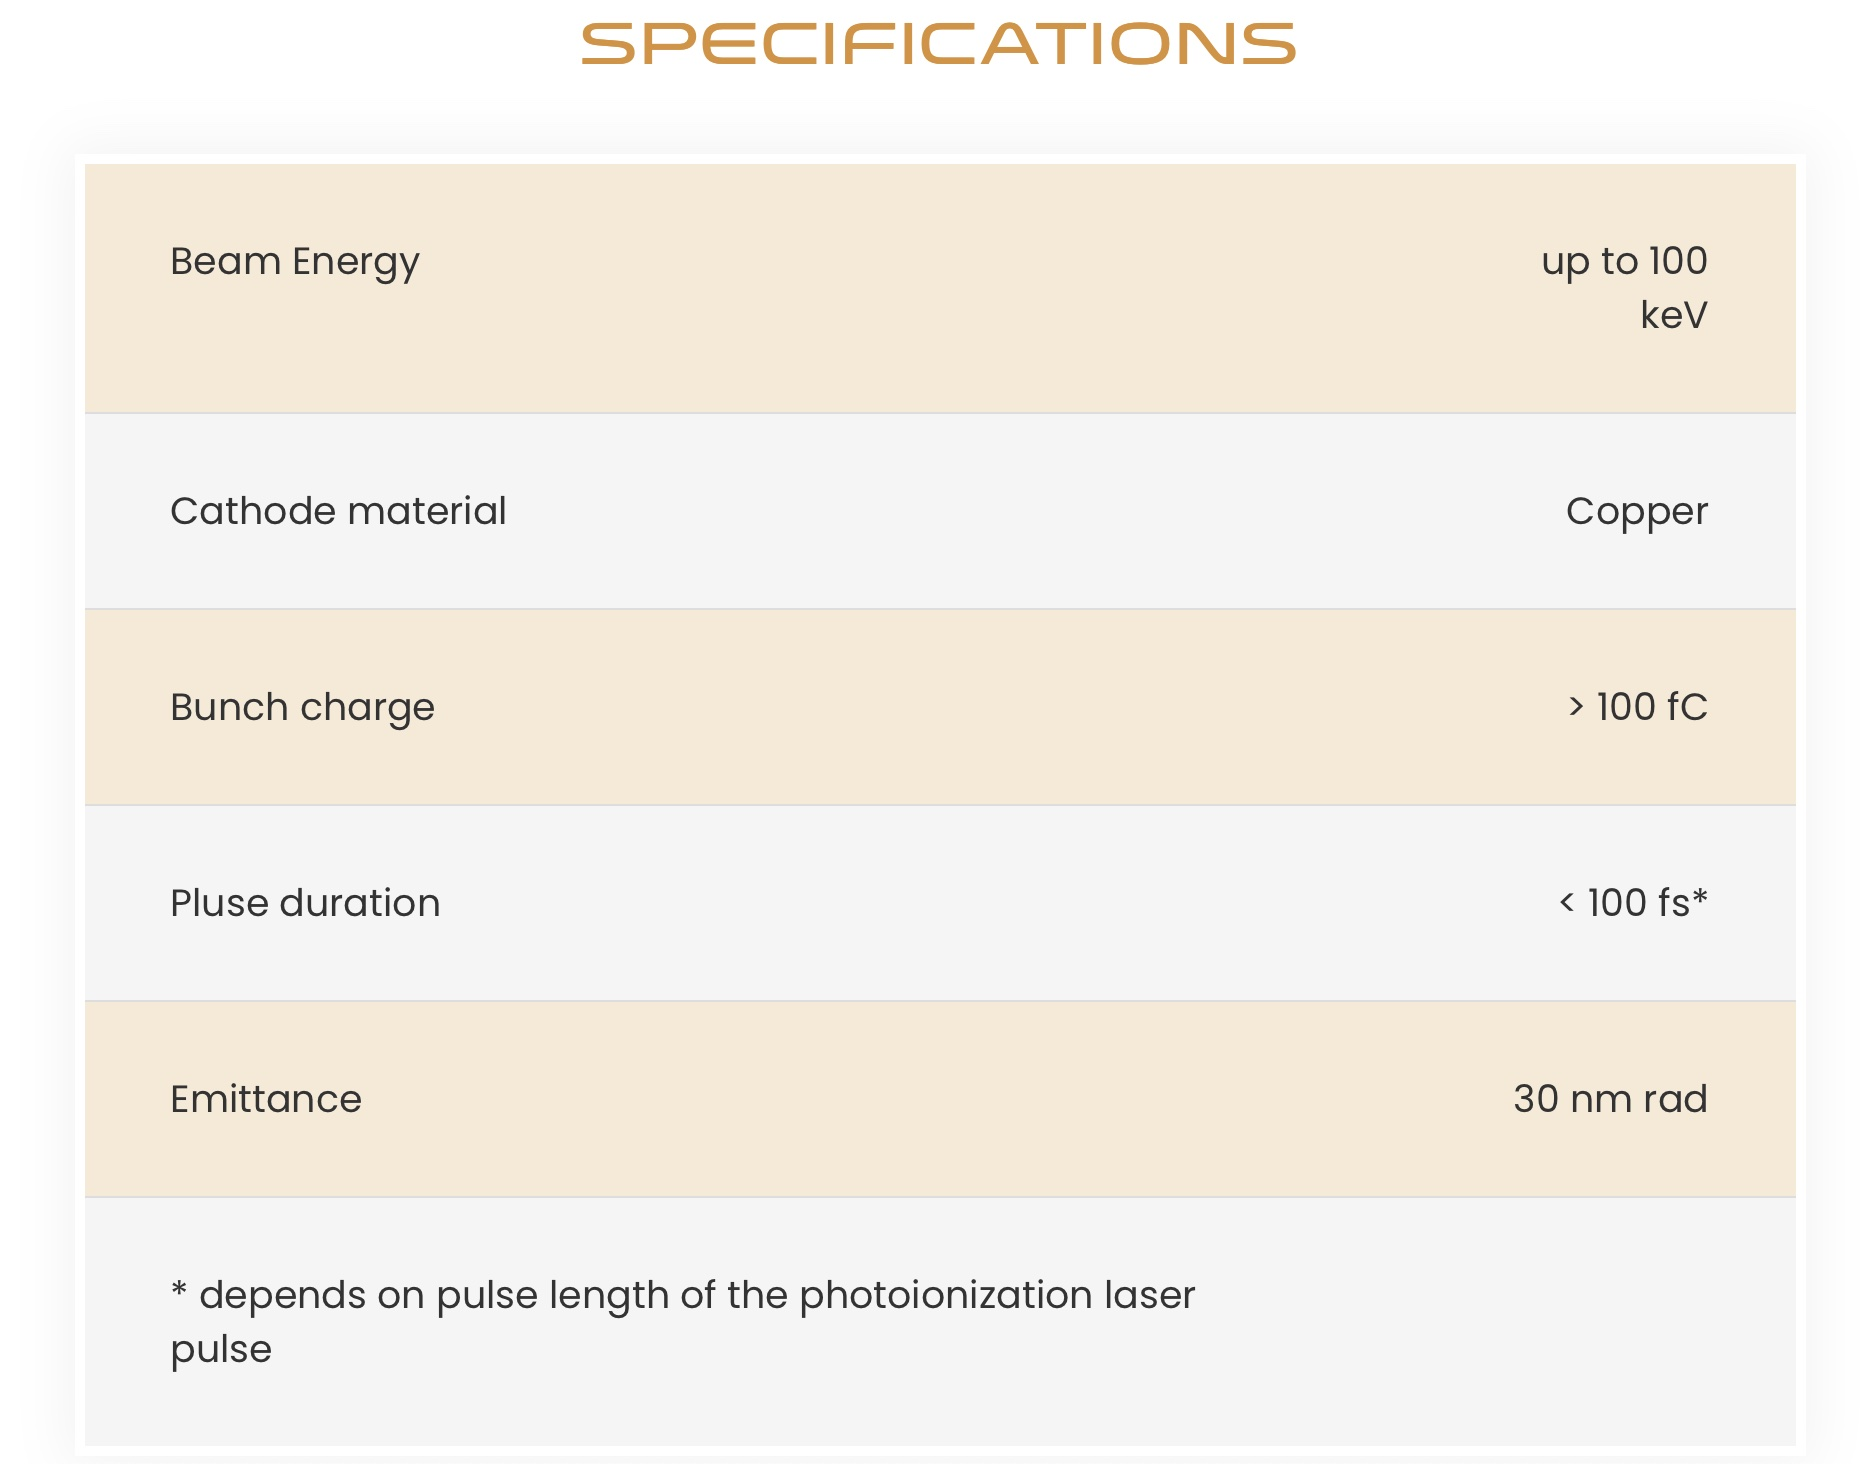 SPECIFICATIONS
Beam Energy
up to 100
keV
Cathode material
Copper
Bunch charge
> 100 fC
Pluse duration
< 100 fs*
Emittance
30 nm rad
* depends on pulse length of the photoionization laser
pulse